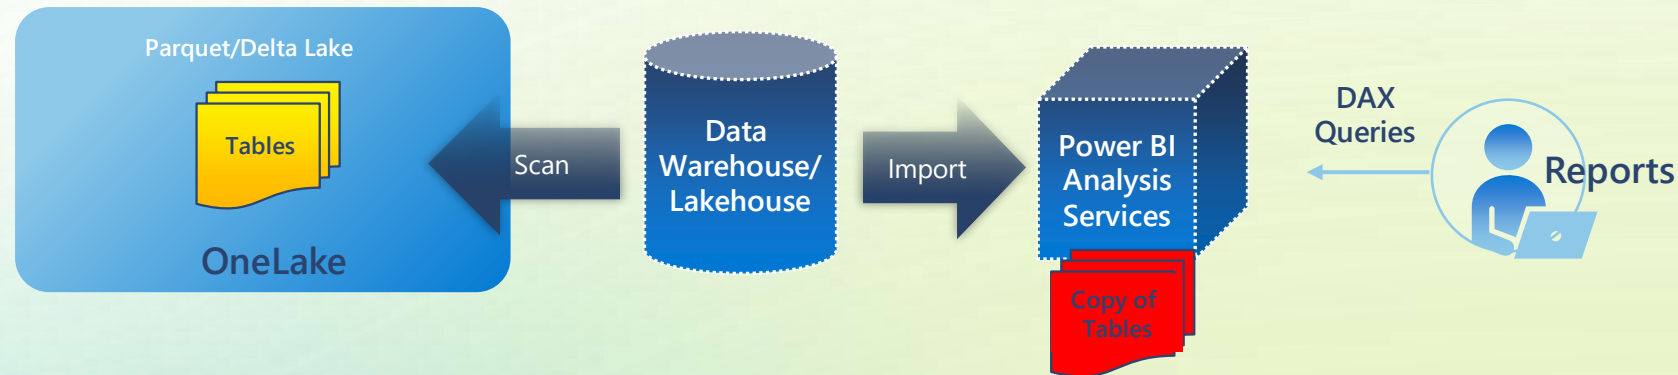 Parquet/Delta Lake
Tables
OneLake
Scan
Data
Warehouse/
Lakehouse
Import
Power BI
Analysis
Services
Copy of
Tables
DAX
Queries
Reports